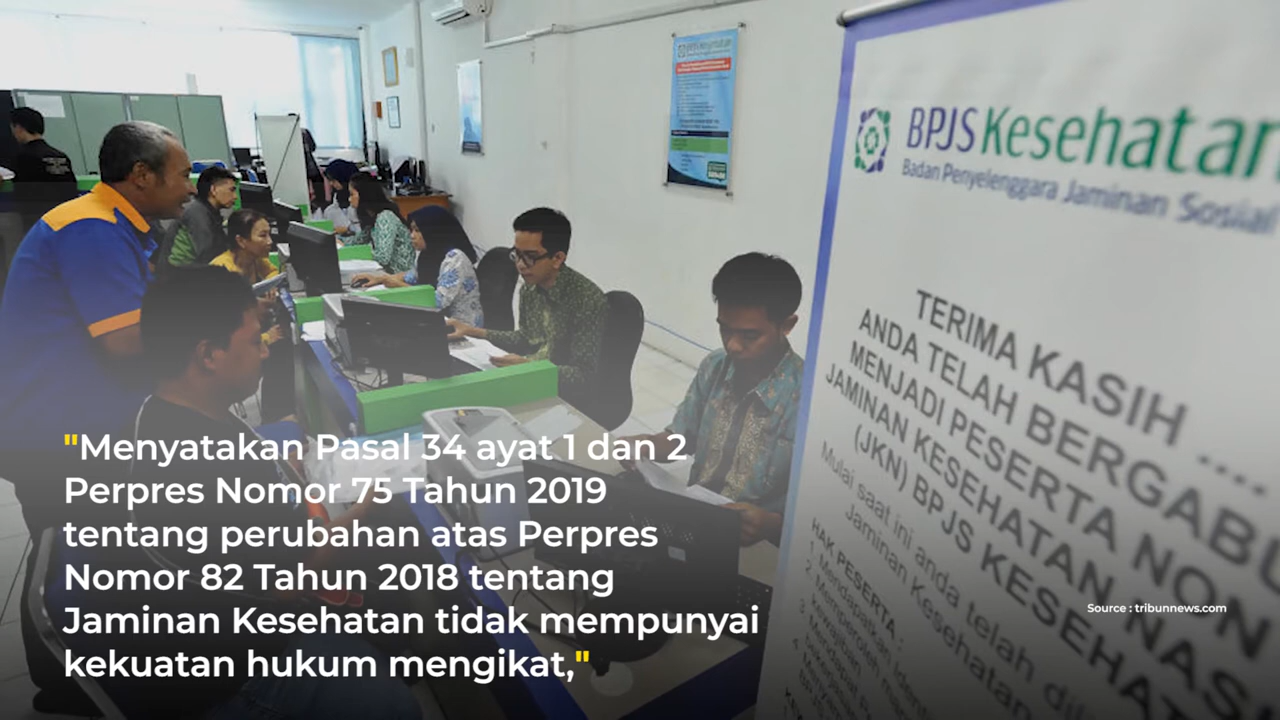 BPJS Kesehatan
Badan Penyelenggara Jaminan Sosial
TERIMA KASIH ....
ANDA TELAH BERGABU
MENJADI PESERTA NON
JAMINAN KESEHATAN NAS
(JKN) BPJS KESEHAT
Mulai saat ini anda telah di
Jaminan Kesehatan
HAK PESERTA
"Menyatakan Pasal 34 ayat 1 dan 2
Perpres Nomor 75 Tahun 2019
tentang perubahan atas Perpres
Nomor 82 Tahun 2018 tentang
Jaminan Kesehatan tidak mempunyai
kekuatan hukum mengikat,"
Source : tribunnews.com